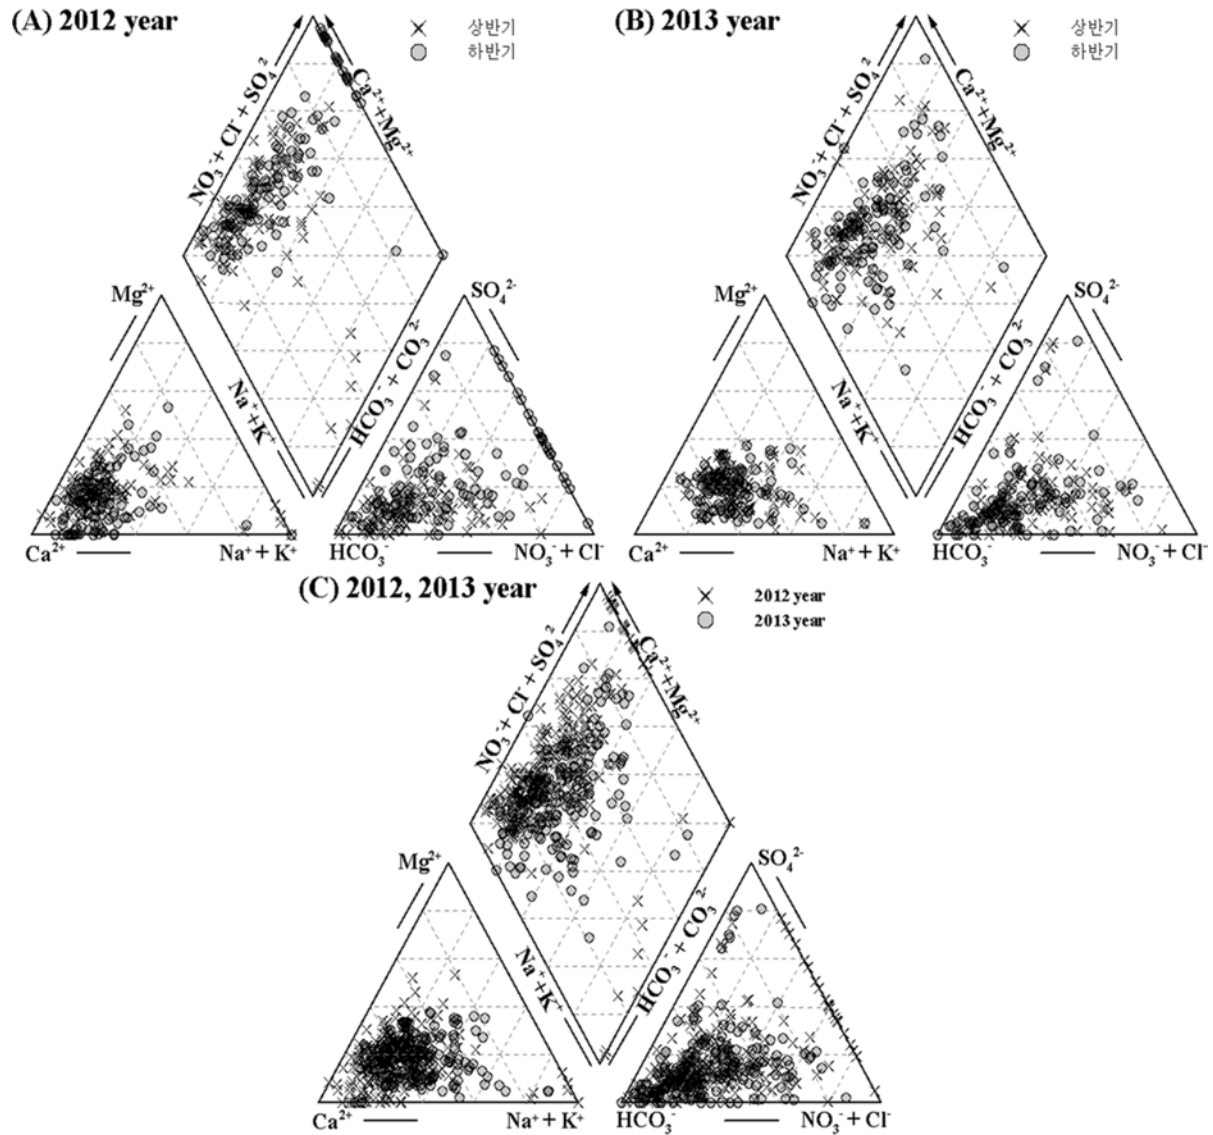 (A) 2012 year
상반기
하반기
NO₃⁻ + Cl⁻ + SO₄²
Ca²⁺+Mg²⁺
Mg²⁺
SO₄²⁻
Na⁺+K⁺
HCO₃⁻ + CO₃²⁻
Ca²⁺
Na⁺ + K⁺
HCO₃⁻
NO₃⁻ + Cl⁻
(B) 2013 year
상반기
하반기
NO₃⁻ + Cl⁻ + SO₄²
Ca²⁺+Mg²⁺
Mg²⁺
SO₄²⁻
Na⁺+K⁺
HCO₃⁻ + CO₃²⁻
Ca²⁺
Na⁺ + K⁺
HCO₃⁻
NO₃⁻ + Cl⁻
(C) 2012, 2013 year
2012 year
2013 year
NO₃⁻ + Cl⁻ + SO₄²
Ca²⁺+Mg²⁺
Mg²⁺
SO₄²⁻
Na⁺+K⁺
HCO₃⁻ + CO₃²⁻
Ca²⁺
Na⁺ + K⁺
HCO₃⁻
NO₃⁻ + Cl⁻